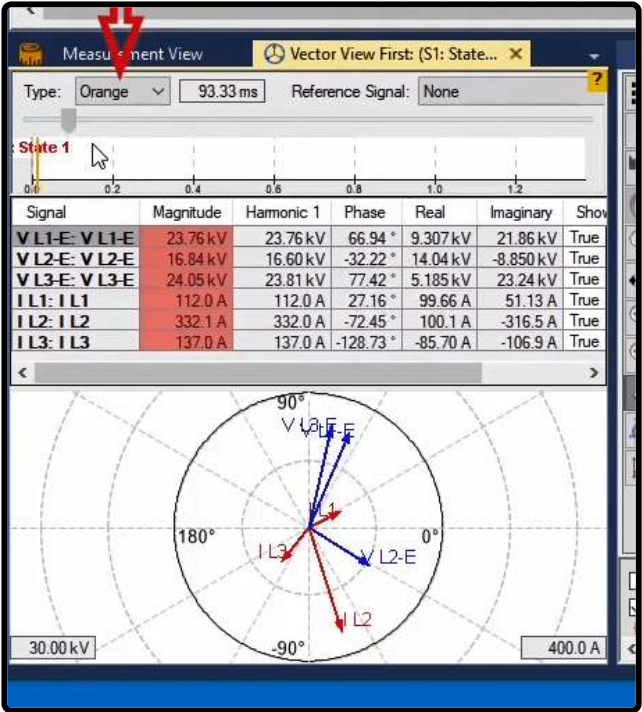 Measurement View Vector View First: (S1: State...
Type: Orange 93.33 ms Reference Signal: None ?
State 1
0.0 0.2 0.4 0.6 0.8 1.0 1.2
Signal Magnitude Harmonic 1 Phase Real Imaginary Show
V L1-E: V L1-E 23.76 kV 23.76 kV 66.94 ° 9.307 kV 21.86 kV True
V L2-E: V L2-E 16.84 kV 16.60 kV -32.22 ° 14.04 kV -8.850 kV True
V L3-E: V L3-E 24.05 kV 23.81 kV 77.42 ° 5.185 kV 23.24 kV True
I L1: I L1 112.0 A 112.0 A 27.16 ° 99.66 A 51.13 A True
I L2: I L2 332.1 A 332.0 A -72.45 ° 100.1 A -316.5 A True
I L3: I L3 137.0 A 137.0 A -128.73 ° -85.70 A -106.9 A True
90°
V L3-E V L1-E
I L1
180° 0°
I L3 V L2-E
I L2
30.00 kV -90° 400.0 A